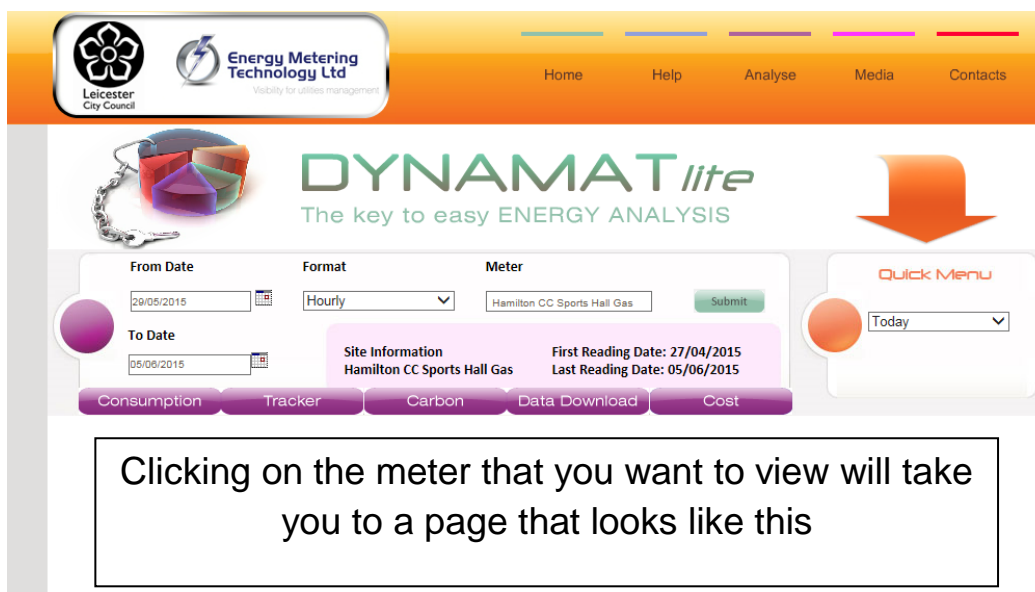 Leicester
City Council
Energy Metering
Technology Ltd
Visibility for utilities management
Home Help Analyse Media Contacts
DYNAMAT lite
The key to easy ENERGY ANALYSIS
From Date Format Meter
29/05/2015 Hourly Hamilton CC Sports Hall Gas Submit
To Date
05/06/2015
Site Information First Reading Date: 27/04/2015
Hamilton CC Sports Hall Gas Last Reading Date: 05/06/2015
Quick Menu
Today
Consumption Tracker Carbon Data Download Cost
Clicking on the meter that you want to view will take
you to a page that looks like this